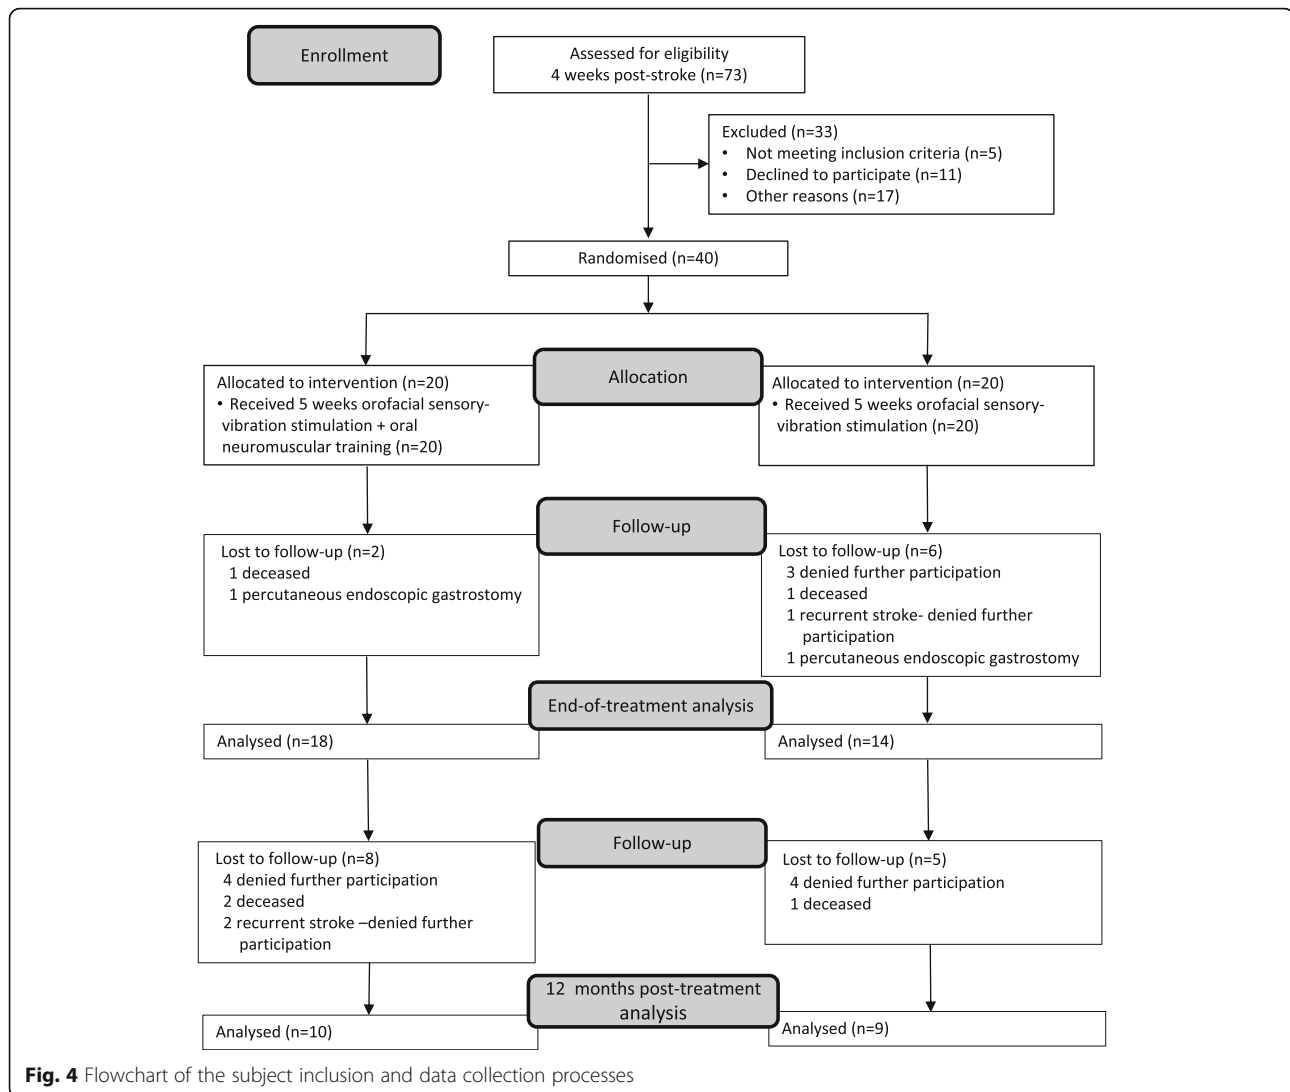 Enrollment
Assessed for eligibility
4 weeks post-stroke (n=73)
Excluded (n=33)
• Not meeting inclusion criteria (n=5)
• Declined to participate (n=11)
• Other reasons (n=17)
Randomised (n=40)
Allocation
Allocated to intervention (n=20)
• Received 5 weeks orofacial sensory-
vibration stimulation + oral
neuromuscular training (n=20)
Allocated to intervention (n=20)
• Received 5 weeks orofacial sensory-
vibration stimulation (n=20)
Follow-up
Lost to follow-up (n=2)
1 deceased
1 percutaneous endoscopic gastrostomy
Lost to follow-up (n=6)
3 denied further participation
1 deceased
1 recurrent stroke- denied further
participation
1 percutaneous endoscopic gastrostomy
End-of-treatment analysis
Analysed (n=18)
Analysed (n=14)
Follow-up
Lost to follow-up (n=8)
4 denied further participation
2 deceased
2 recurrent stroke –denied further
participation
Lost to follow-up (n=5)
4 denied further participation
1 deceased
12 months post-treatment
analysis
Analysed (n=10)
Analysed (n=9)
Fig. 4 Flowchart of the subject inclusion and data collection processes